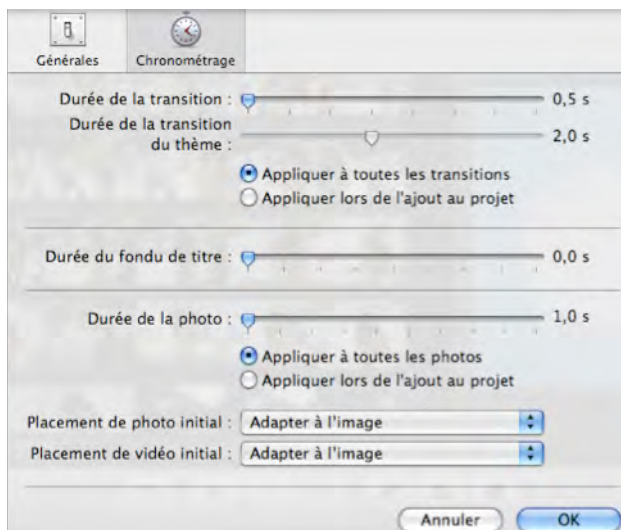 Générales
Chronométrage
Durée de la transition : 0,5 s
Durée de la transition
du thème : 2,0 s
Appliquer à toutes les transitions
Appliquer lors de l'ajout au projet
Durée du fondu de titre : 0,0 s
Durée de la photo : 1,0 s
Appliquer à toutes les photos
Appliquer lors de l'ajout au projet
Placement de photo initial : Adapter à l'image
Placement de vidéo initial : Adapter à l'image
Annuler
OK